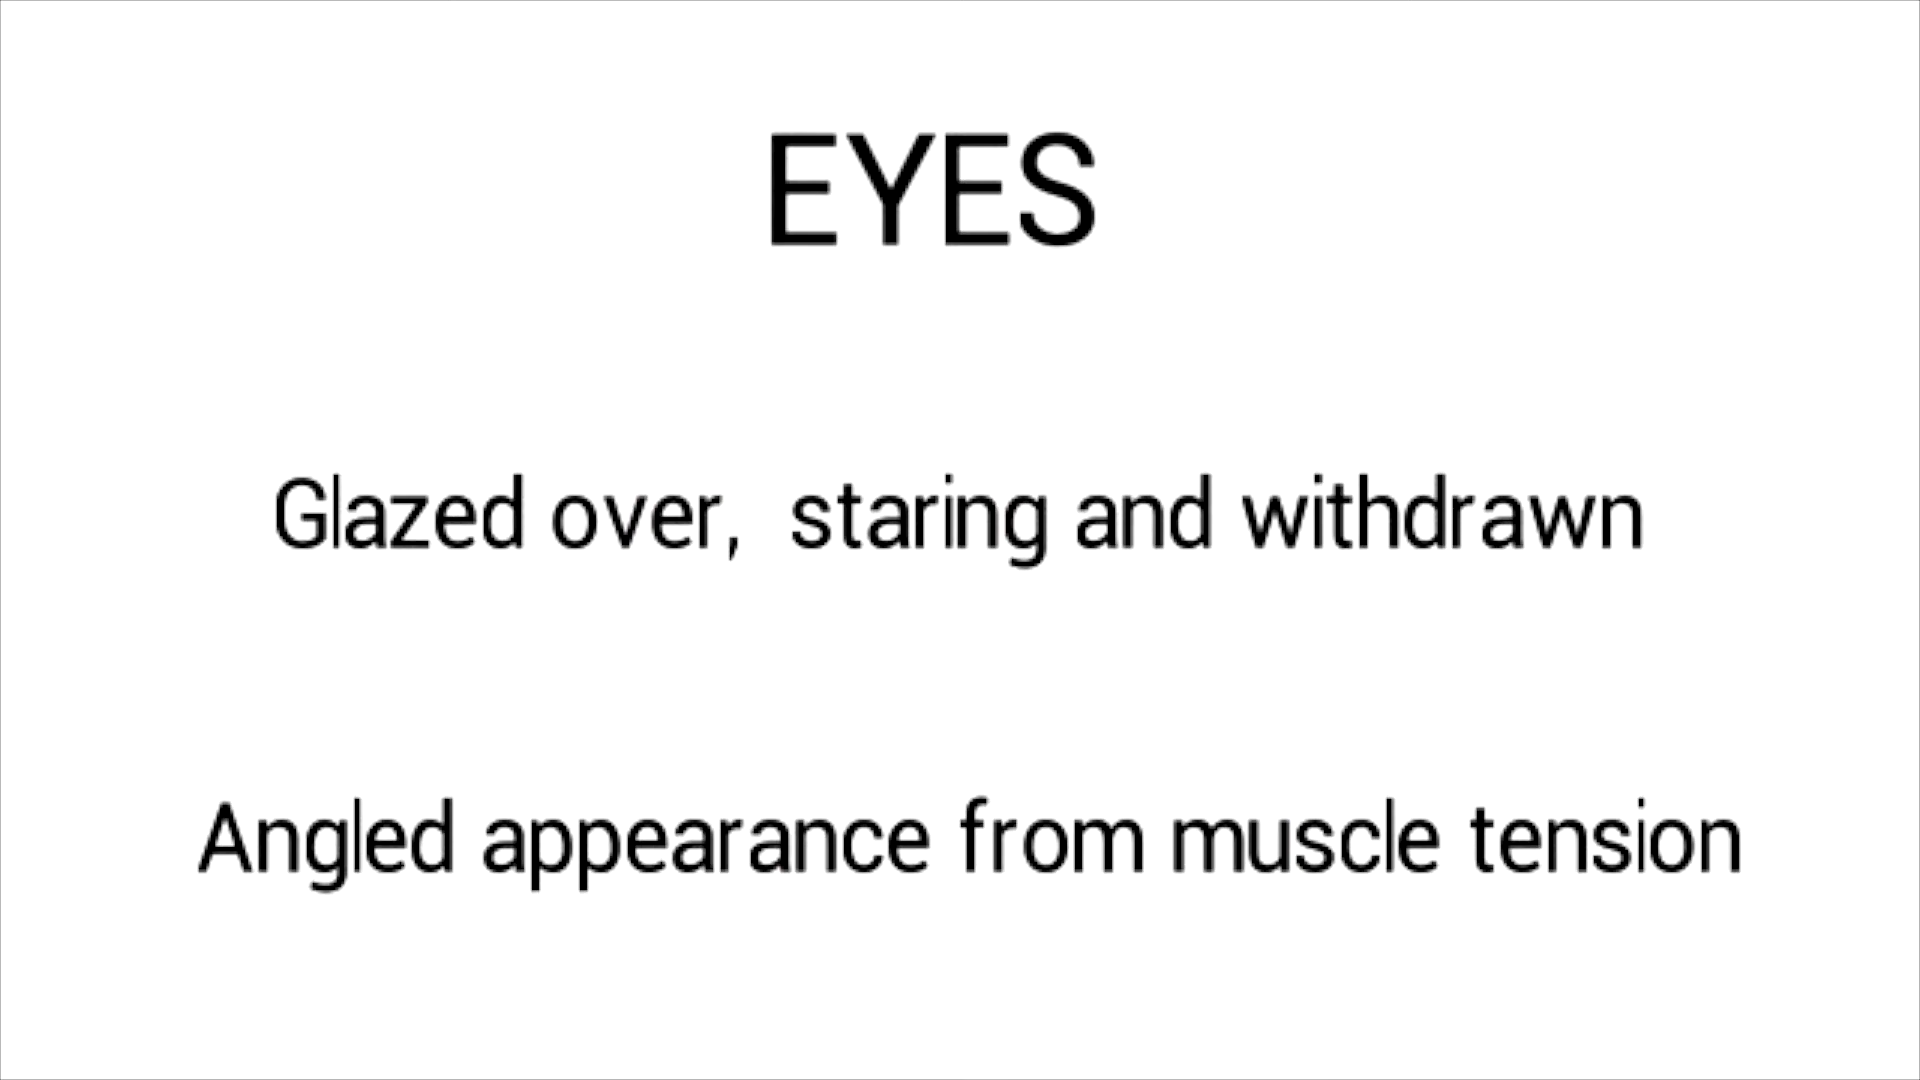 EYES
Glazed over,  staring and withdrawn
Angled appearance from muscle tension